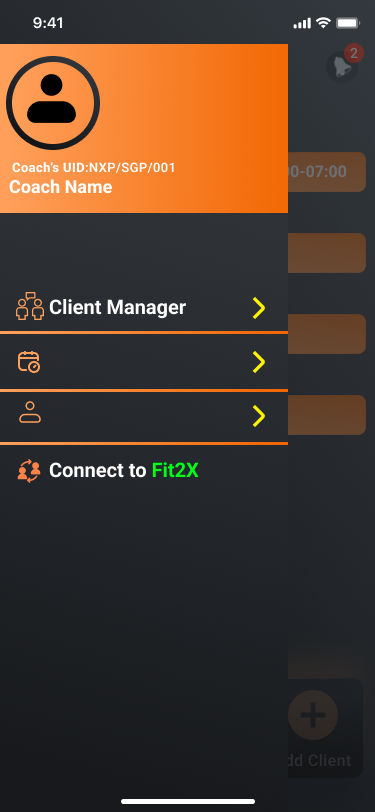 9:41
2
Coach's UID:NXP/SGP/001
Coach Name
0-07:00
Client Manager
Connect to Fit2X
dd Client